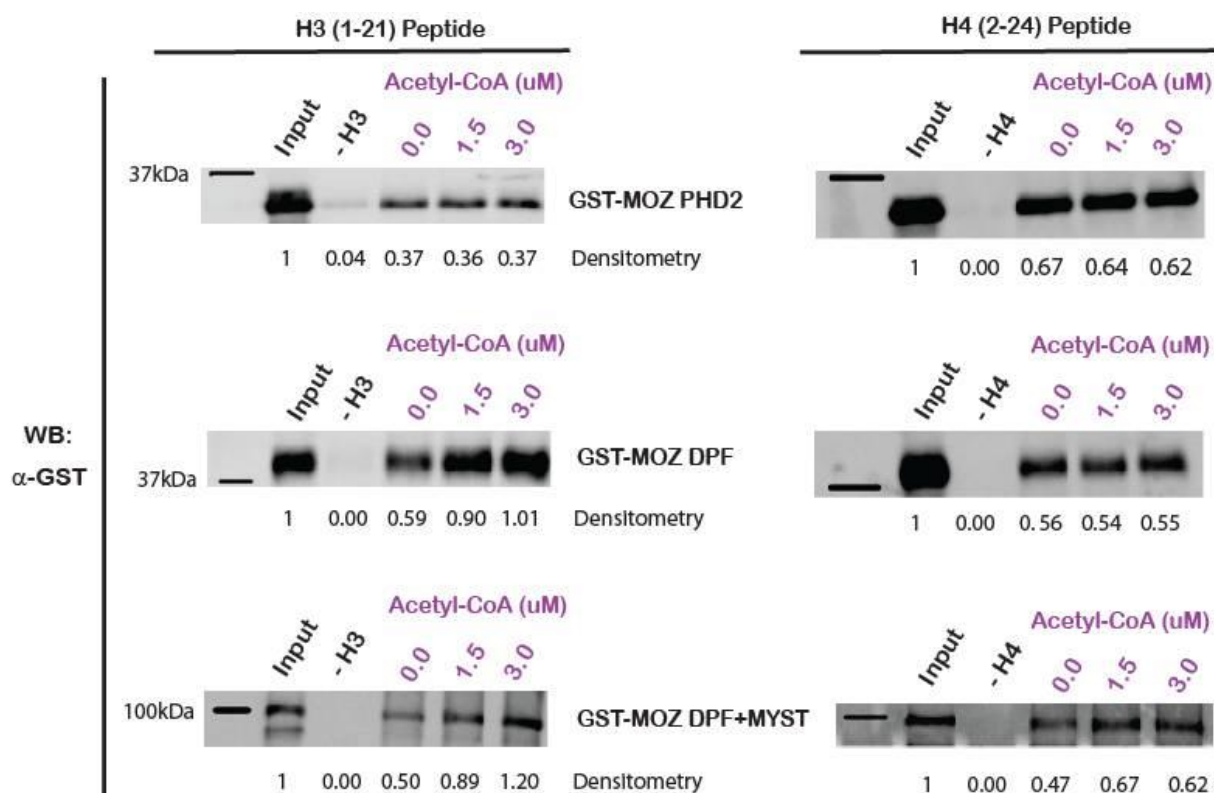 H3 (1-21) Peptide
H4 (2-24) Peptide
Acetyl-CoA (uM)
Acetyl-CoA (uM)
Input - H3 0.0 1.5 3.0
Input - H4 0.0 1.5 3.0
37kDa
GST-MOZ PHD2
1 0.04 0.37 0.36 0.37 Densitometry
1 0.00 0.67 0.64 0.62
Acetyl-CoA (uM)
Acetyl-CoA (uM)
Input - H3 0.0 1.5 3.0
Input - H4 0.0 1.5 3.0
WB:
α-GST
37kDa
GST-MOZ DPF
1 0.00 0.59 0.90 1.01 Densitometry
1 0.00 0.56 0.54 0.55
Acetyl-CoA (uM)
Acetyl-CoA (uM)
Input - H3 0.0 1.5 3.0
Input - H4 0.0 1.5 3.0
100kDa
GST-MOZ DPF+MYST
1 0.00 0.50 0.89 1.20 Densitometry
1 0.00 0.47 0.67 0.62